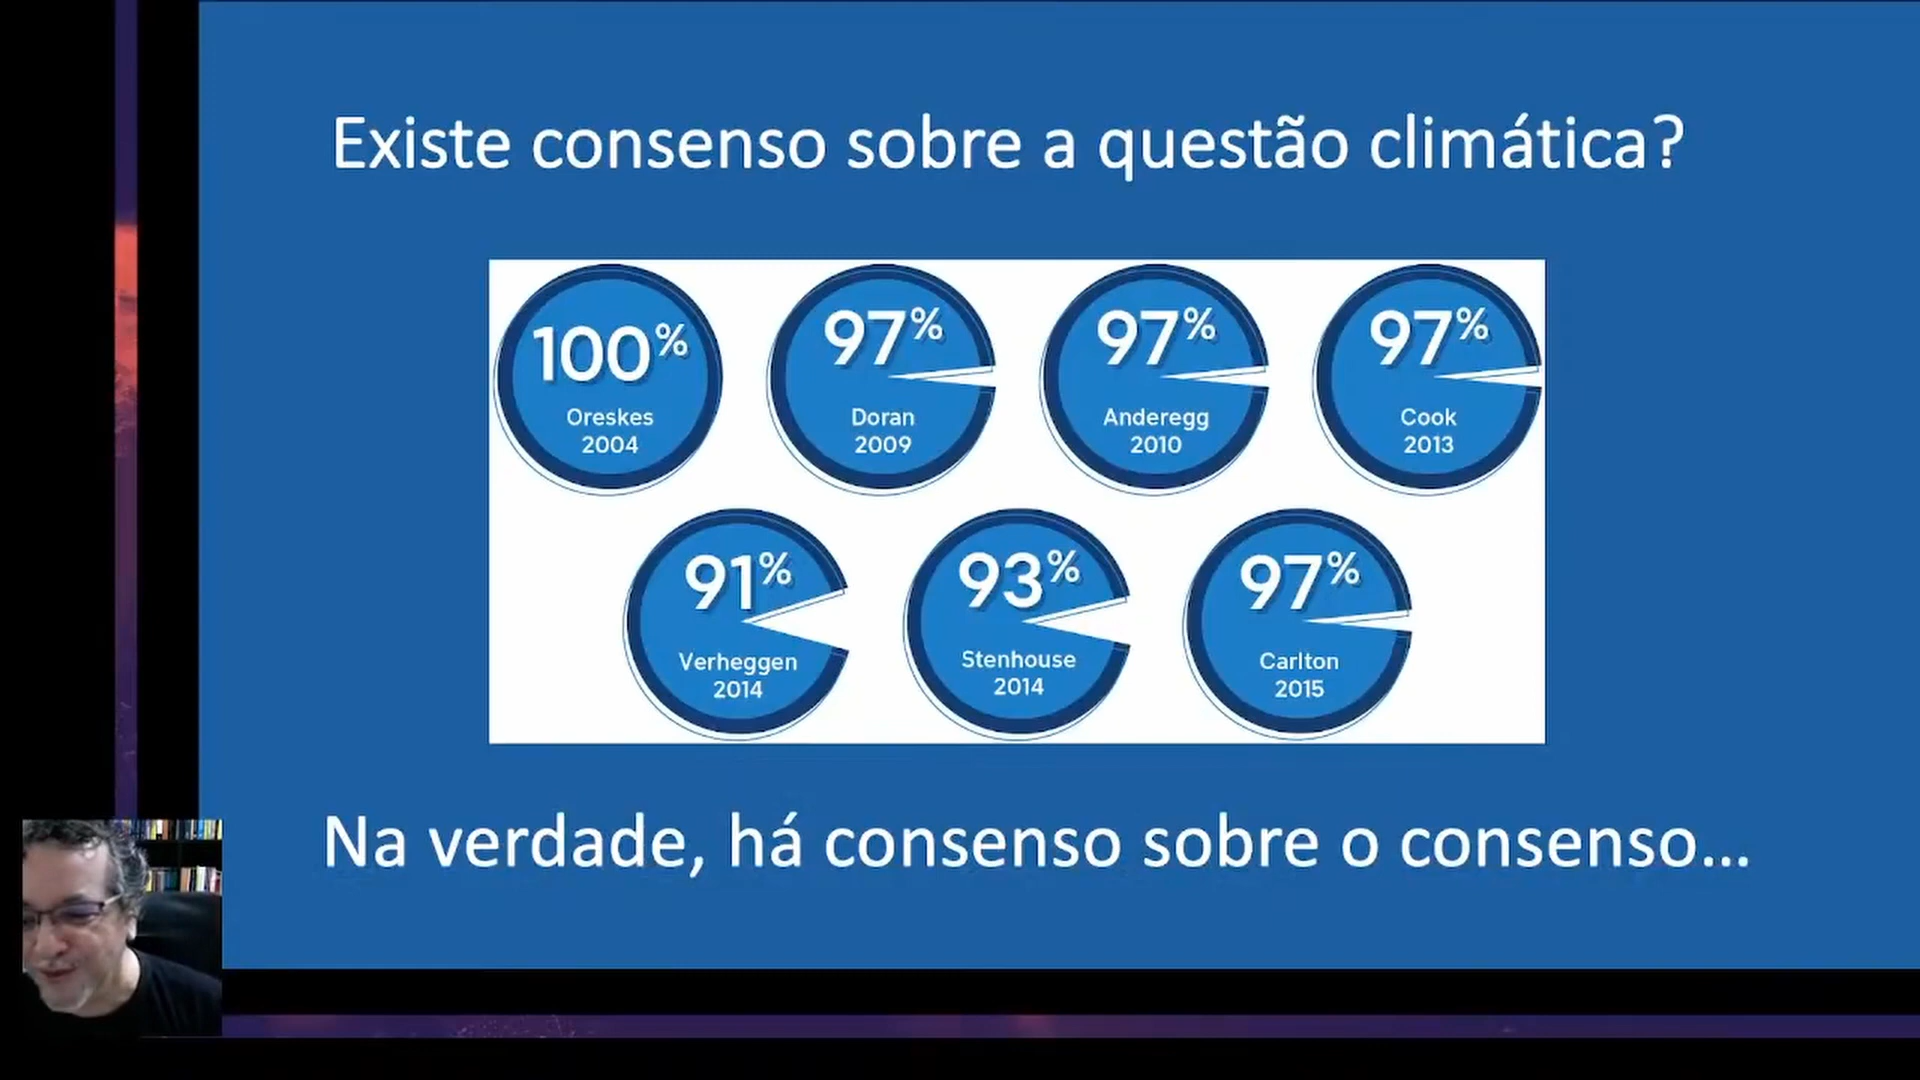 Existe consenso sobre a questão climática?
100%
Oreskes
2004
97%
Doran
2009
97%
Anderegg
2010
97%
Cook
2013
91%
Verheggen
2014
93%
Stenhouse
2014
97%
Carlton
2015
Na verdade, há consenso sobre o consenso...